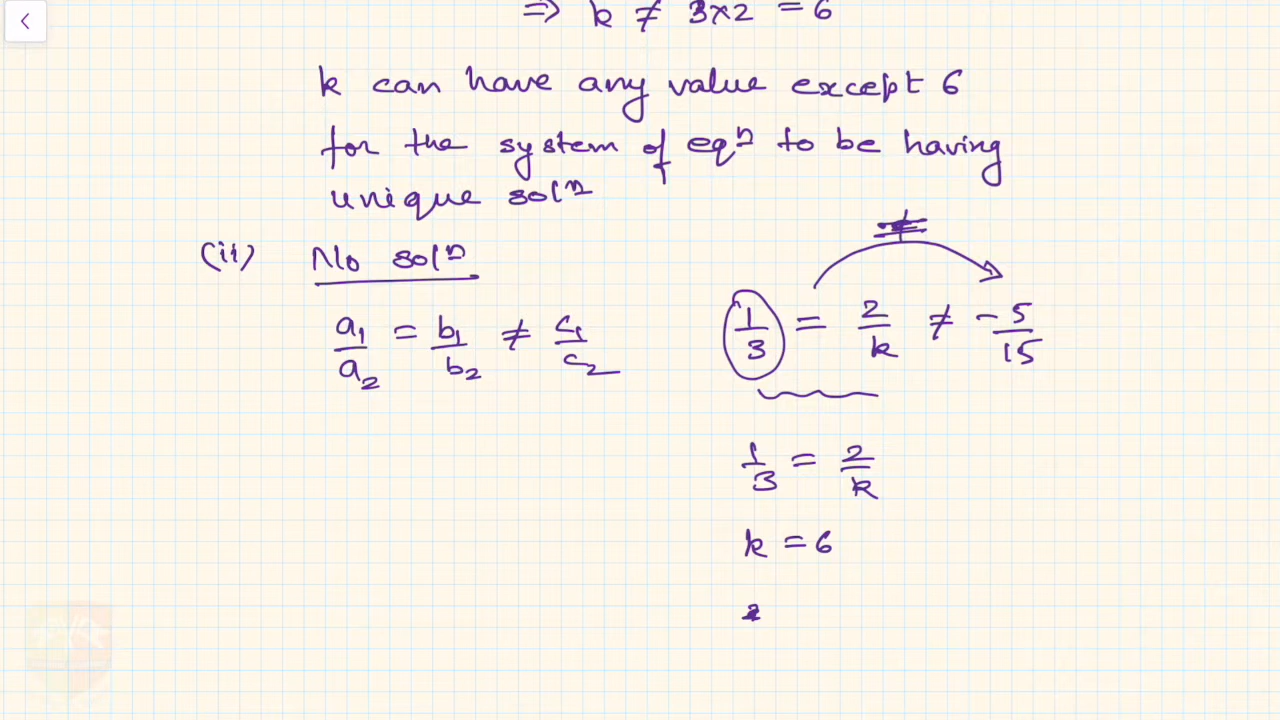 ⇒ k ≠ 3×2 = 6
k can have any value except 6
for the system of eqⁿ to be having
unique solⁿ
(ii) No solⁿ
a₁/a₂ = b₁/b₂ ≠ c₁/c₂
1/3 = 2/k ≠ -5/15
≠
1/3 = 2/k
k = 6